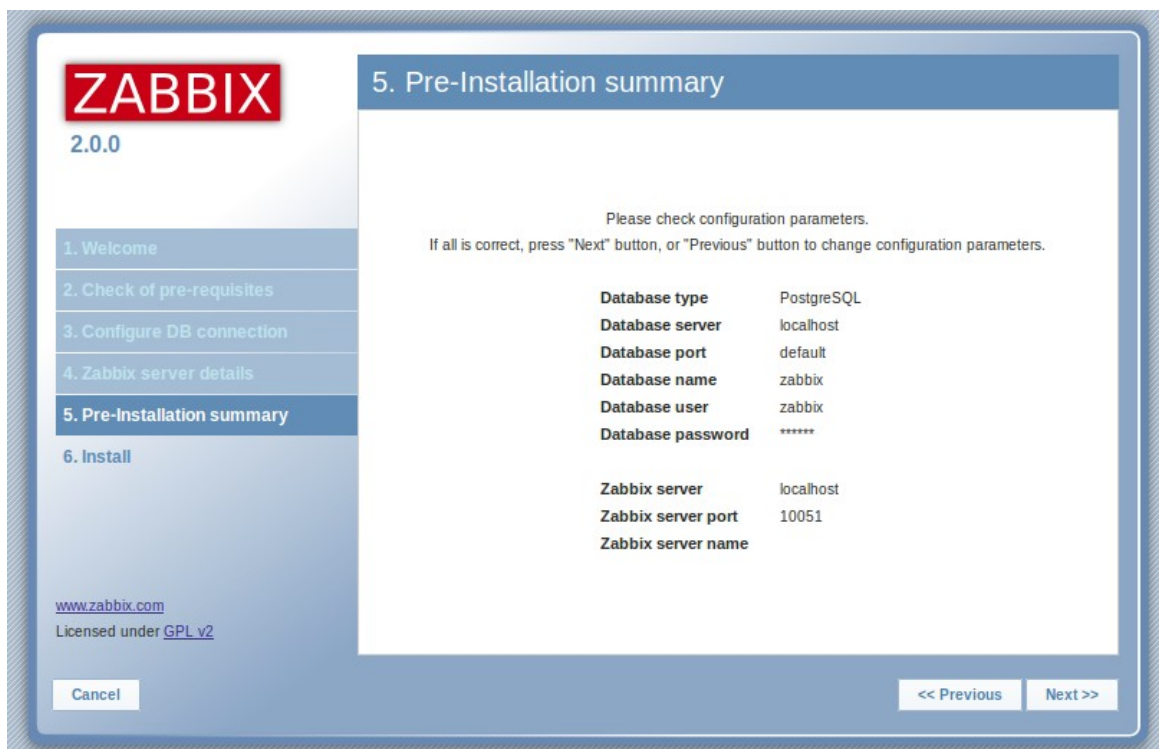 ZABBIX
2.0.0
1. Welcome
2. Check of pre-requisites
3. Configure DB connection
4. Zabbix server details
5. Pre-Installation summary
6. Install
www.zabbix.com
Licensed under GPL v2
5. Pre-Installation summary
Please check configuration parameters.
If all is correct, press "Next" button, or "Previous" button to change configuration parameters.
Database type PostgreSQL
Database server localhost
Database port default
Database name zabbix
Database user zabbix
Database password ******
Zabbix server localhost
Zabbix server port 10051
Zabbix server name
Cancel
<< Previous
Next >>